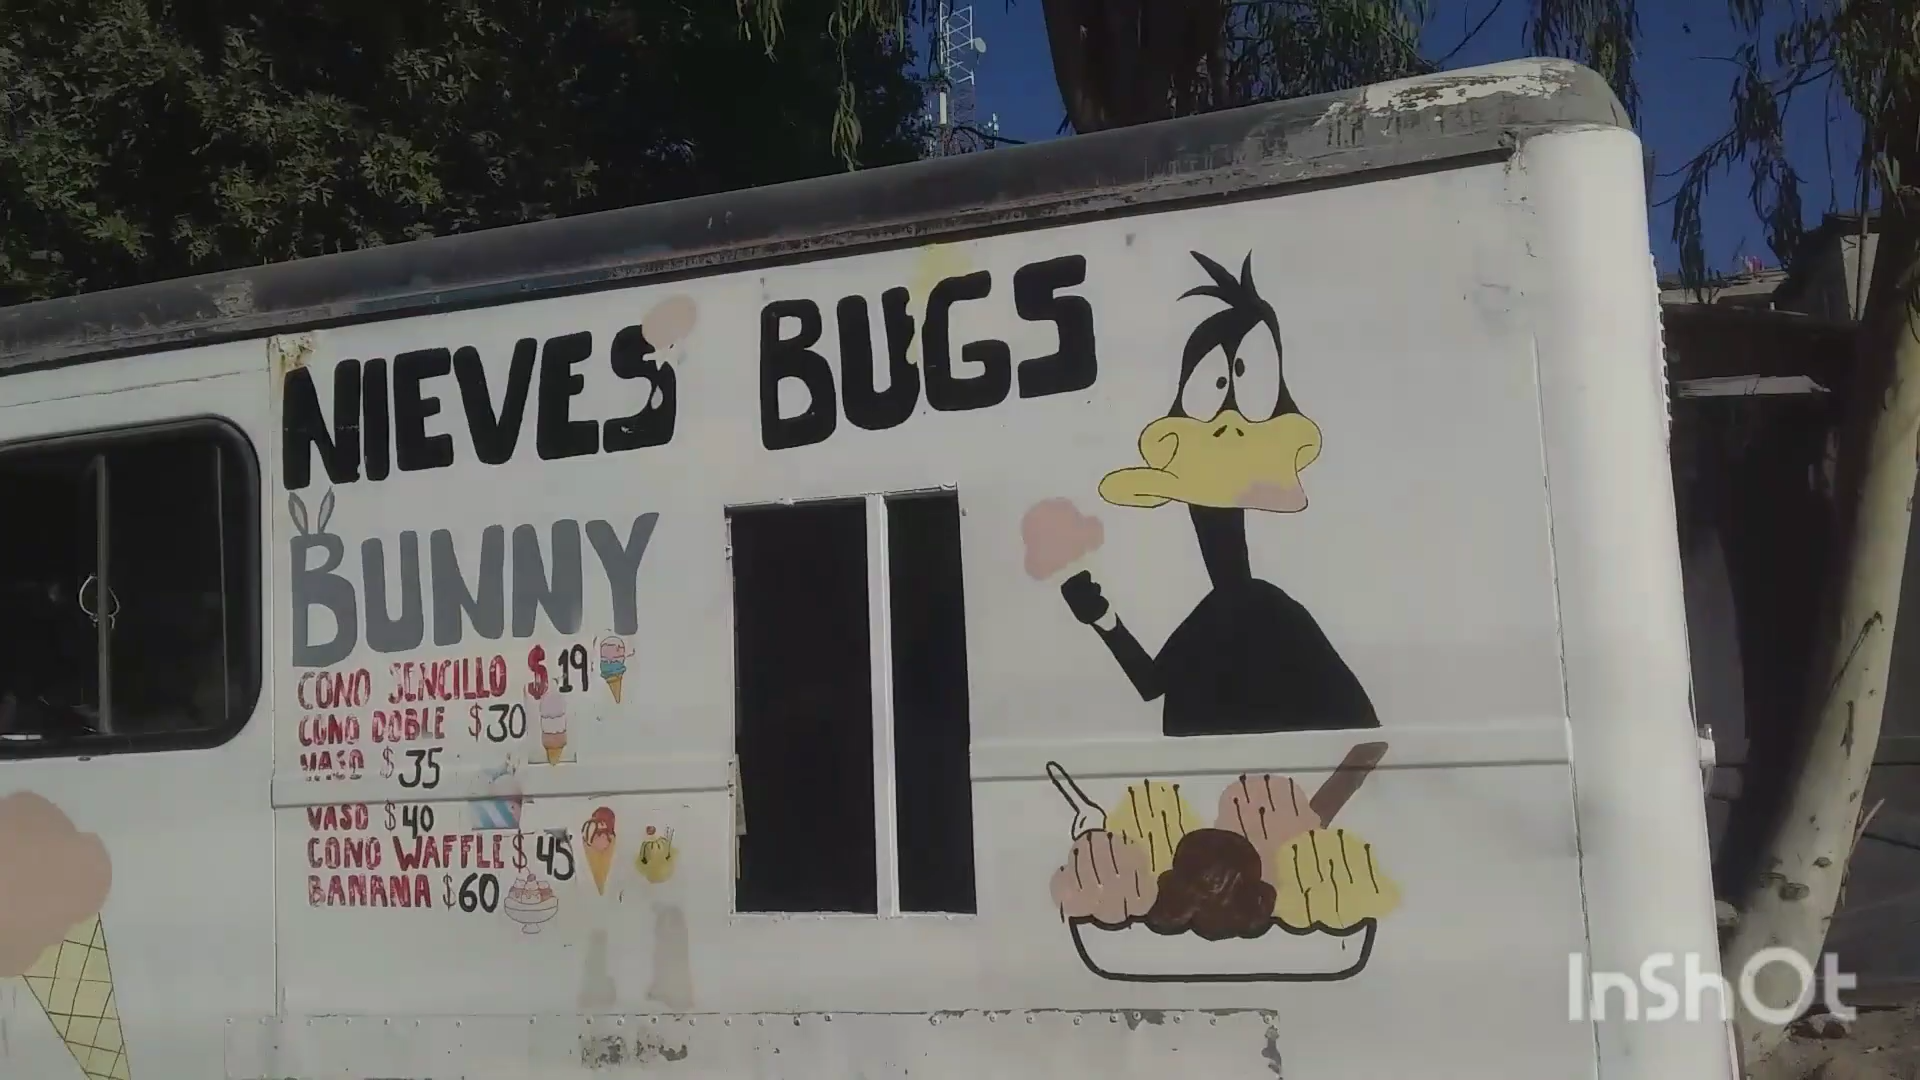 NIEVES BUGS
BUNNY
CONO SENCILLO $19
CONO DOBLE $30
VASO $35
VASO $40
CONO WAFFLE $45
BANANA $60
InShOt